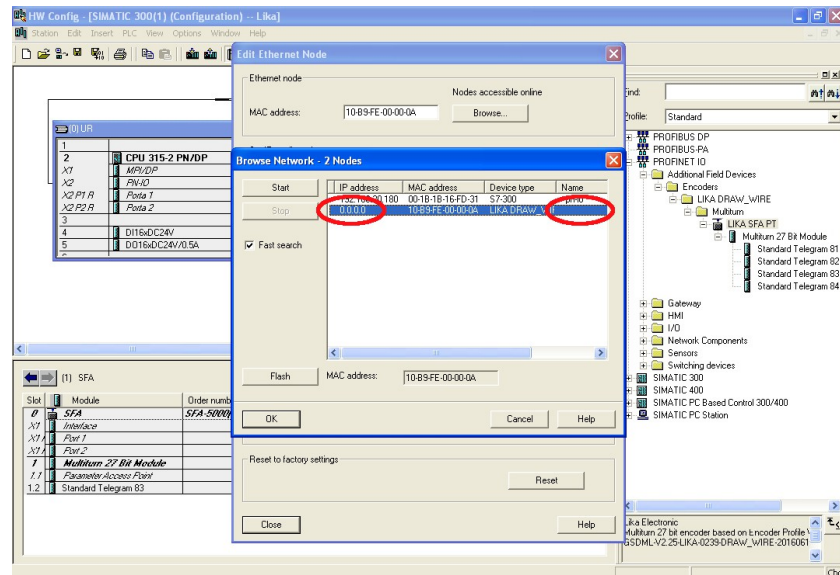 HW Config - [SIMATIC 300(1) (Configuration) -- Lika]
Station Edit Insert PLC View Options Window Help
Edit Ethernet Node
Ethernet node
Nodes accessible online
MAC address: 10-B9-FE-00-00-0A Browse...
Browse Network - 2 Nodes
Start
Stop
Fast search
IP address MAC address Device type Name
180 00-1B-1B-16-FD-31 S7-300
0.0.0.0 10-B9-FE-00-00-0A LIKA DRAW_W
Flash MAC address: 10-B9-FE-00-00-0A
OK Cancel Help
Reset to factory settings
Reset
Close Help
(0) UR
1
2 CPU 315-2 PN/DP
X1 MPI/DP
X2 PN-IO
X2 P1 R Porta 1
X2 P2 R Porta 2
3
4 DI16xDC24V
5 DO16xDC24V/0.5A
(1) SFA
Slot Module Order numb
0 SFA SFA-5000
X1 Interface
X1 Port 1
X1 Port 2
1 Multiturn 27 Bit Module
1.1 Parameter Access Point
1.2 Standard Telegram 83
ind:
Profile: Standard
PROFIBUS DP
PROFIBUS-PA
PROFINET IO
Additional Field Devices
Encoders
LIKA DRAW_WIRE
Multiturn
LIKA SFA PT
Multiturn 27 Bit Module
Standard Telegram 81
Standard Telegram 82
Standard Telegram 83
Standard Telegram 84
Gateway
HMI
I/O
Network Components
Sensors
Switching devices
SIMATIC 300
SIMATIC 400
SIMATIC PC Based Control 300/400
SIMATIC PC Station
Lika Electronic
Multiturn 27 bit encoder based on Encoder Profile
GSDML-V2.25-LIKA-0239-DRAW_WIRE-2016061